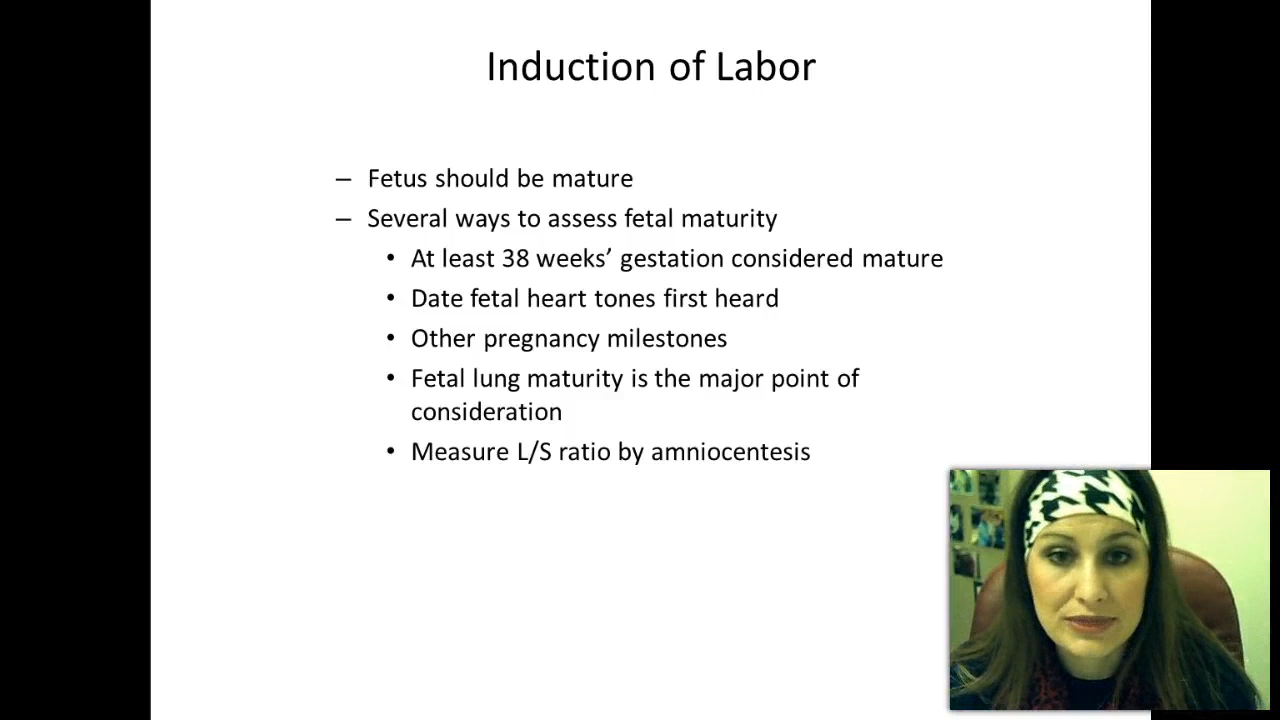 Induction of Labor
– Fetus should be mature
– Several ways to assess fetal maturity
• At least 38 weeks’ gestation considered mature
• Date fetal heart tones first heard
• Other pregnancy milestones
• Fetal lung maturity is the major point of
consideration
• Measure L/S ratio by amniocentesis